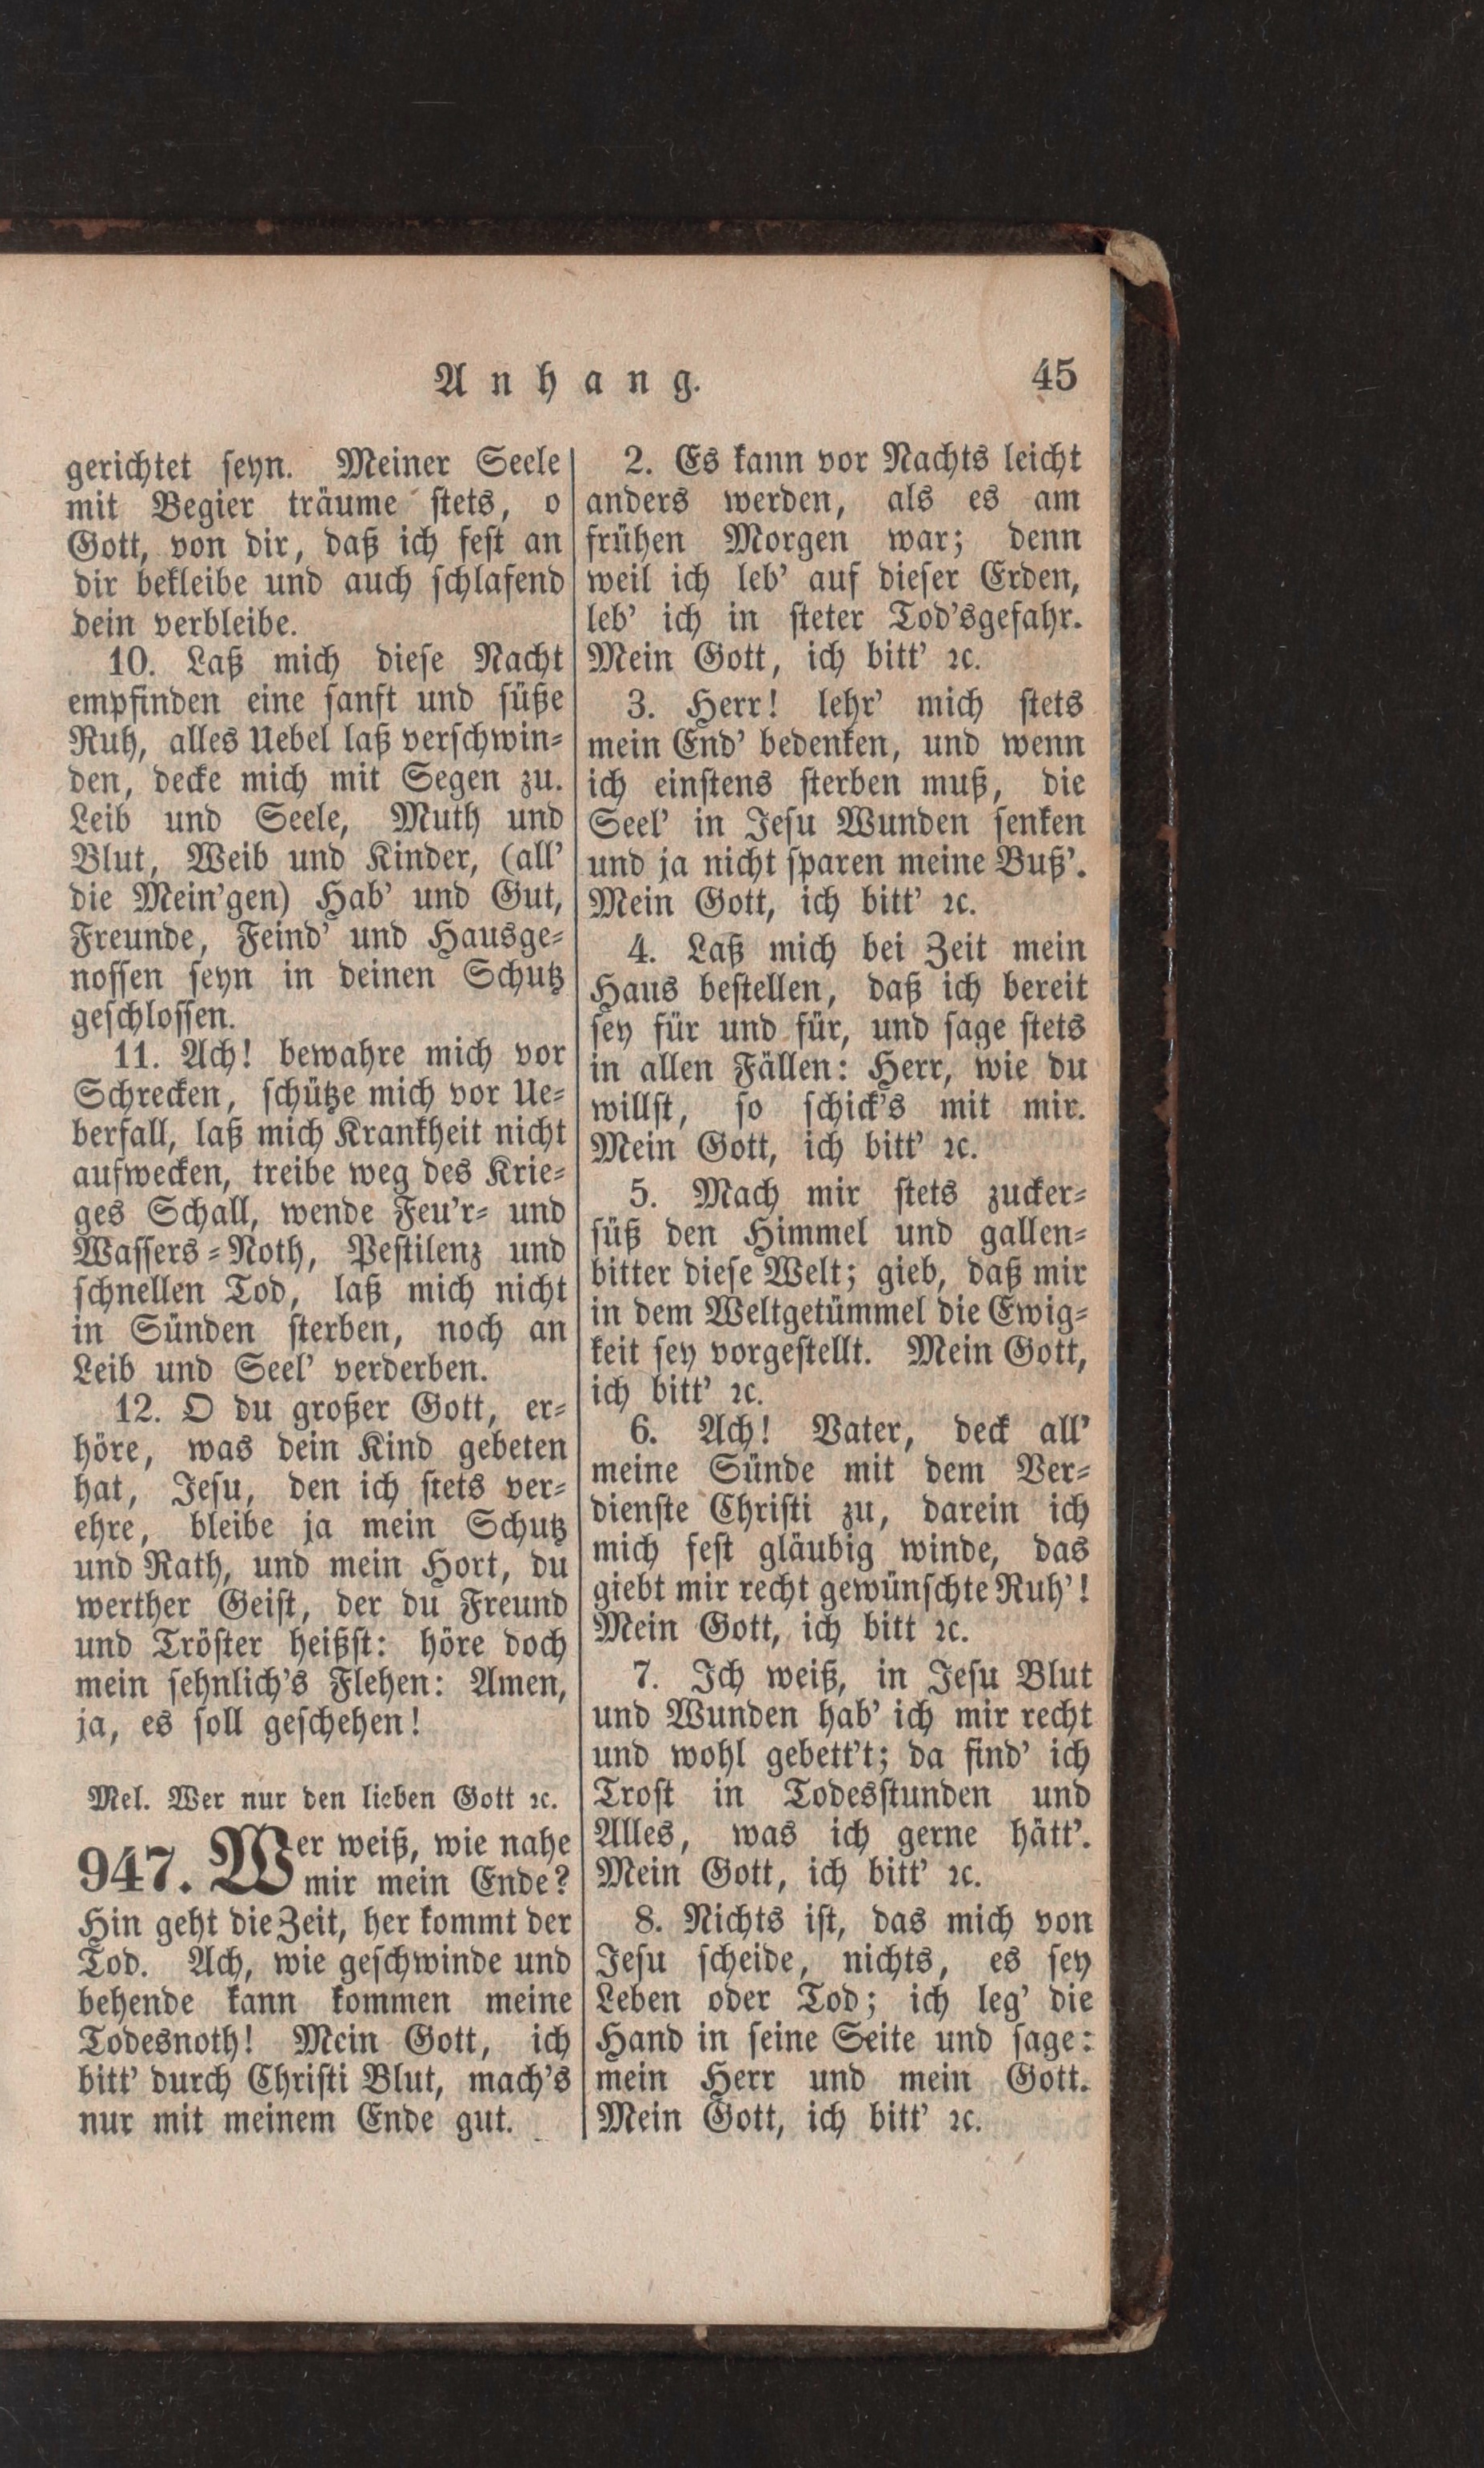 Anhang.
45
gerichtet seyn. Meiner Seele
mit Begier träume stets, o
Gott, von dir, daß ich fest an
dir bekleibe und auch schlafend
dein verbleibe.
10. Laß mich diese Nacht
empfinden eine sanft und süße
Ruh, alles Uebel laß verschwin-
den, decke mich mit Segen zu.
Leib und Seele, Muth und
Blut, Weib und Kinder, (all'
die Mein'gen) Hab' und Gut,
Freunde, Feind' und Hausge-
nossen seyn in deinen Schutz
geschlossen.
11. Ach! bewahre mich vor
Schrecken, schütze mich vor Ue-
berfall, laß mich Krankheit nicht
aufwecken, treibe weg des Krie-
ges Schall, wende Feu'r- und
Wassers-Noth, Pestilenz und
schnellen Tod, laß mich nicht
in Sünden sterben, noch an
Leib und Seel' verderben.
12. O du großer Gott, er-
höre, was dein Kind gebeten
hat, Jesu, den ich stets ver-
ehre, bleibe ja mein Schutz
und Rath, und mein Hort, du
werther Geist, der du Freund
und Tröster heißst: höre doch
mein sehnlich's Flehen: Amen,
ja, es soll geschehen!
Mel. Wer nur den lieben Gott ꝛc.
947. Wer weiß, wie nahe
mir mein Ende?
Hin geht die Zeit, her kommt der
Tod. Ach, wie geschwinde und
behende kann kommen meine
Todesnoth! Mein Gott, ich
bitt' durch Christi Blut, mach's
nur mit meinem Ende gut.
2. Es kann vor Nachts leicht
anders werden, als es am
frühen Morgen war; denn
weil ich leb' auf dieser Erden,
leb' ich in steter Tod'sgefahr.
Mein Gott, ich bitt' ꝛc.
3. Herr! lehr' mich stets
mein End' bedenken, und wenn
ich einstens sterben muß, die
Seel' in Jesu Wunden senken
und ja nicht sparen meine Buß'.
Mein Gott, ich bitt' ꝛc.
4. Laß mich bei Zeit mein
Haus bestellen, daß ich bereit
sey für und für, und sage stets
in allen Fällen: Herr, wie du
willst, so schick's mit mir.
Mein Gott, ich bitt' ꝛc.
5. Mach mir stets zucker-
süß den Himmel und gallen-
bitter diese Welt; gieb, daß mir
in dem Weltgetümmel die Ewig-
keit sey vorgestellt. Mein Gott,
ich bitt' ꝛc.
6. Ach! Vater, deck all'
meine Sünde mit dem Ver-
dienste Christi zu, darein ich
mich fest gläubig winde, das
giebt mir recht gewünschte Ruh'!
Mein Gott, ich bitt ꝛc.
7. Ich weiß, in Jesu Blut
und Wunden hab' ich mir recht
und wohl gebett't; da find' ich
Trost in Todesstunden und
Alles, was ich gerne hätt'.
Mein Gott, ich bitt' ꝛc.
8. Nichts ist, das mich von
Jesu scheide, nichts, es sey
Leben oder Tod; ich leg' die
Hand in seine Seite und sage:
mein Herr und mein Gott.
Mein Gott, ich bitt' ꝛc.